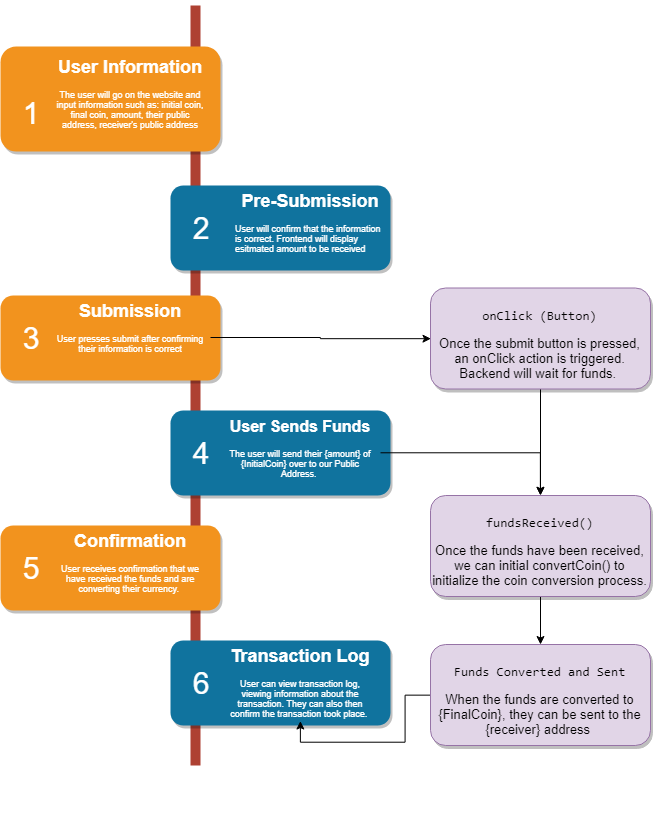 User Information
1
The user will go on the website and
input information such as: initial coin,
final coin, amount, their public
address, receiver's public address
Pre-Submission
2
User will confirm that the information
is correct. Frontend will display
esitmated amount to be received
Submission
3
User presses submit after confirming
their information is correct
onClick (Button)
Once the submit button is pressed,
an onClick action is triggered.
Backend will wait for funds.
User Sends Funds
4
The user will send their {amount} of
{InitialCoin} over to our Public
Address.
fundsReceived()
Once the funds have been received,
we can initial convertCoin() to
initialize the coin conversion process.
Confirmation
5
User receives confirmation that we
have received the funds and are
converting their currency.
Transaction Log
6
User can view transaction log,
viewing information about the
transaction. They can also then
confirm the transaction took place.
Funds Converted and Sent
When the funds are converted to
{FinalCoin}, they can be sent to the
{receiver} address